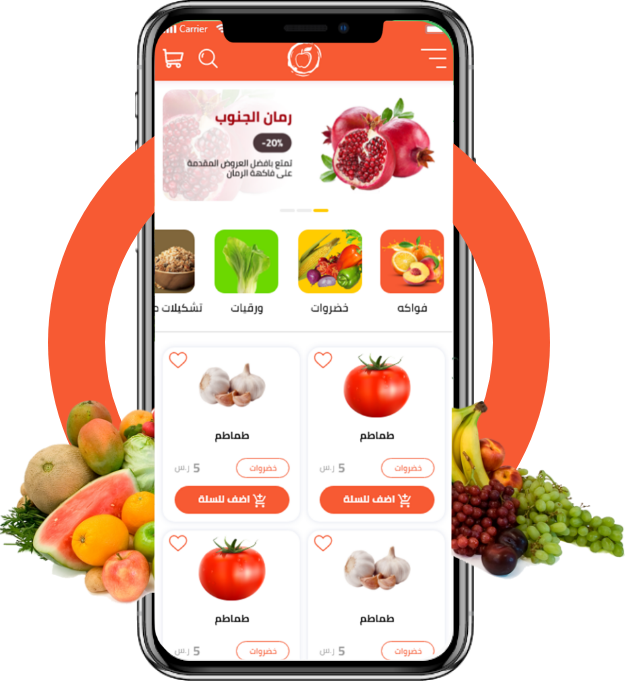 Carrier
رمان الجنوب
-20%
تمتع بافضل العروض المقدمة
على فاكهة الرمان
فواكه
خضروات
ورقيات
تشكيلات
طماطم
خضروات
5 ر.س
اضف للسلة
طماطم
خضروات
5 ر.س
اضف للسلة
طماطم
خضروات
5 ر.س
طماطم
خضروات
5 ر.س